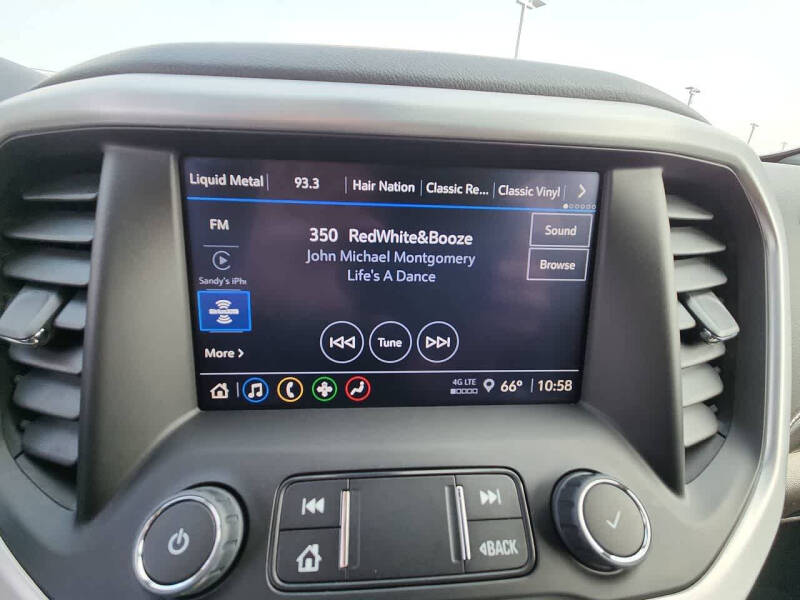 Liquid Metal 93.3 Hair Nation Classic Re... Classic Vinyl
FM
350 RedWhite&Booze
Sound
John Michael Montgomery
Browse
Life's A Dance
Sandy's iPh
Tune
More
4G LTE 66° 10:58
BACK